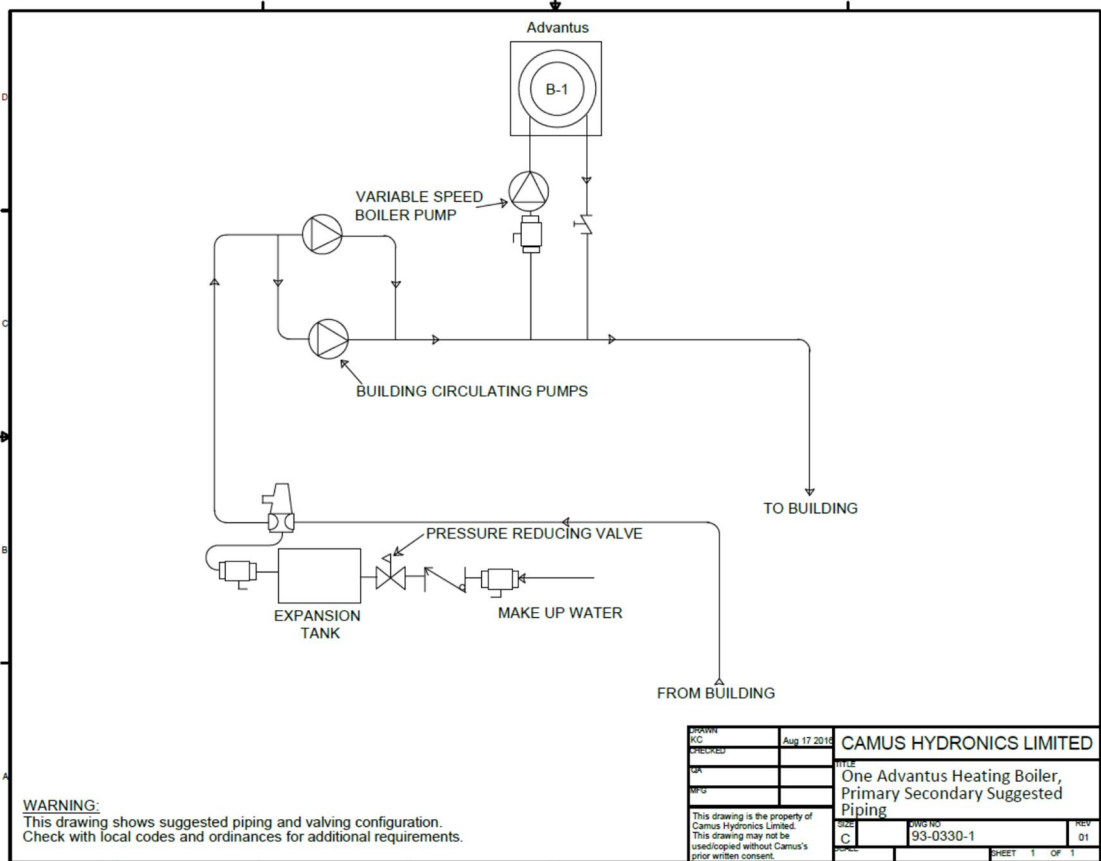 Advantus
B-1
VARIABLE SPEED
BOILER PUMP
BUILDING CIRCULATING PUMPS
TO BUILDING
PRESSURE REDUCING VALVE
EXPANSION
TANK
MAKE UP WATER
FROM BUILDING
D
C
B
A
WARNING:
This drawing shows suggested piping and valving configuration.
Check with local codes and ordinances for additional requirements.
DRAWN
KC
Aug 17 2016
CHECKED
QA
MFG
This drawing is the property of
Camus Hydronics Limited.
This drawing may not be
used/copied without Camus's
prior written consent.
CAMUS HYDRONICS LIMITED
TITLE
One Advantus Heating Boiler,
Primary Secondary Suggested
Piping
SIZE
C
DWG NO
93-0330-1
REV
01
SCALE
SHEET 1 OF 1